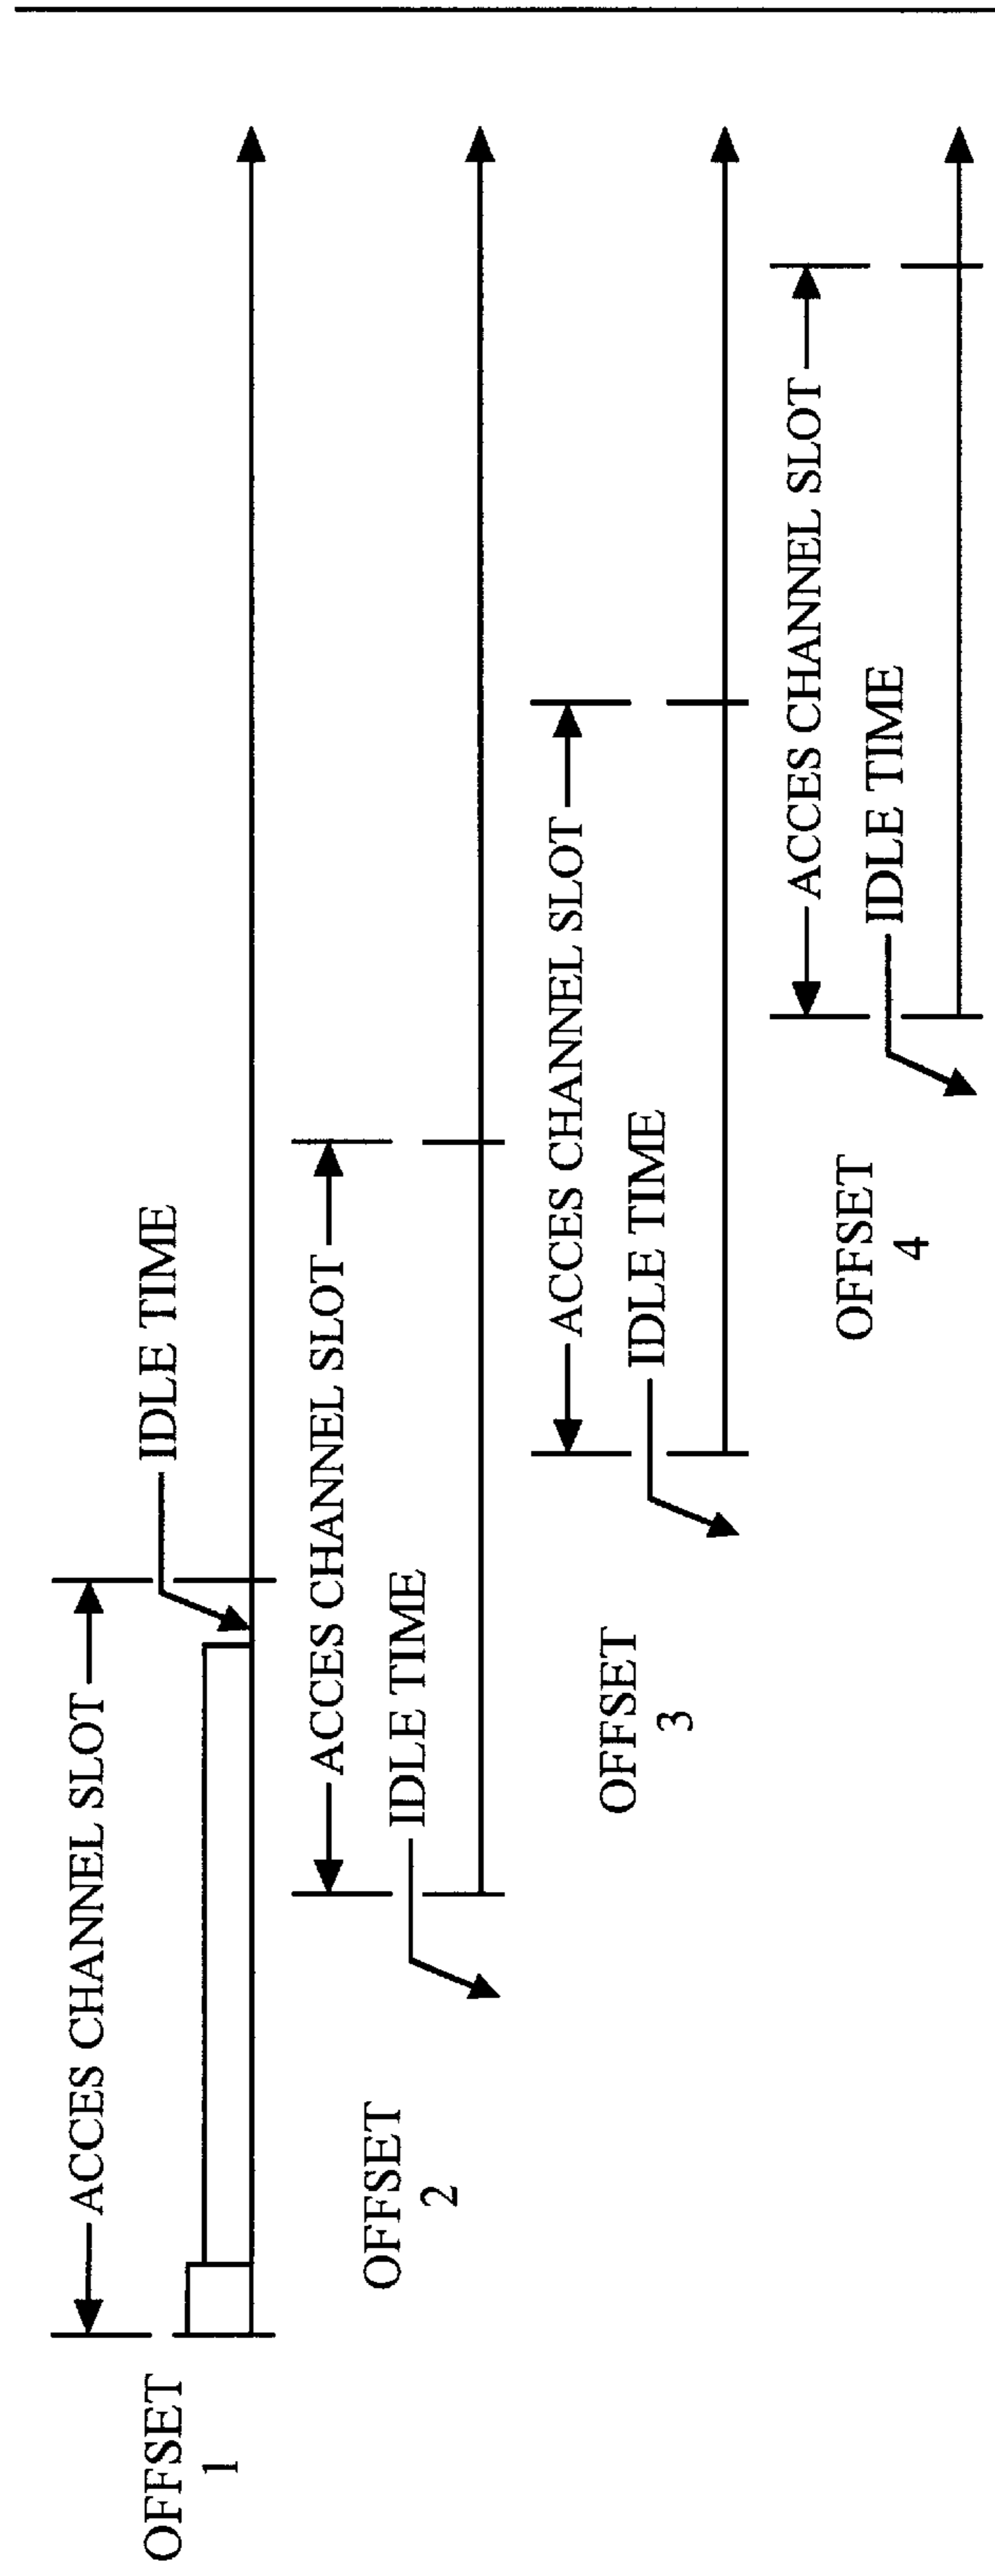 OFFSET
1
ACCES CHANNEL SLOT
IDLE TIME
OFFSET
2
ACCES CHANNEL SLOT
IDLE TIME
OFFSET
3
ACCES CHANNEL SLOT
IDLE TIME
OFFSET
4
ACCES CHANNEL SLOT
IDLE TIME